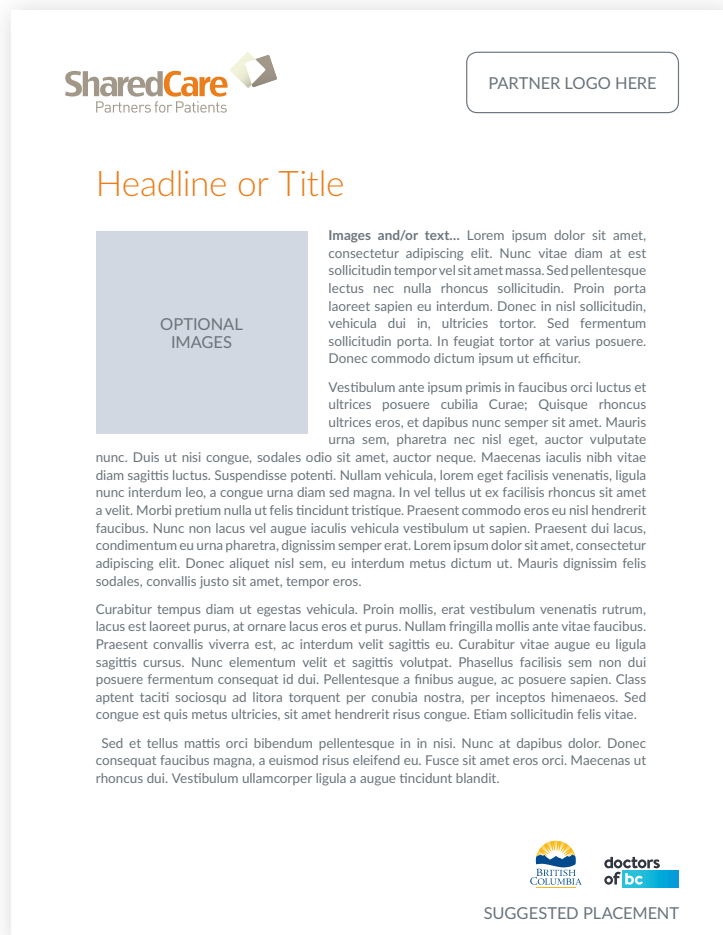 SharedCare
Partners for Patients
PARTNER LOGO HERE
Headline or Title
OPTIONAL
IMAGES
Images and/or text... Lorem ipsum dolor sit amet,
consectetur adipiscing elit. Nunc vitae diam at est
sollicitudin tempor vel sit amet massa. Sed pellentesque
lectus nec nulla rhoncus sollicitudin. Proin porta
laoreet sapien eu interdum. Donec in nisl sollicitudin,
vehicula dui in, ultricies tortor. Sed fermentum
sollicitudin porta. In feugiat tortor at varius posuere.
Donec commodo dictum ipsum ut efficitur.
Vestibulum ante ipsum primis in faucibus orci luctus et
ultrices posuere cubilia Curae; Quisque rhoncus
ultrices eros, et dapibus nunc semper sit amet. Mauris
urna sem, pharetra nec nisl eget, auctor vulputate
nunc. Duis ut nisi congue, sodales odio sit amet, auctor neque. Maecenas iaculis nibh vitae
diam sagittis luctus. Suspendisse potenti. Nullam vehicula, lorem eget facilisis venenatis, ligula
nunc interdum leo, a congue urna diam sed magna. In vel tellus ut ex facilisis rhoncus sit amet
a velit. Morbi pretium nulla ut felis tincidunt tristique. Praesent commodo eros eu nisl hendrerit
faucibus. Nunc non lacus vel augue iaculis vehicula vestibulum ut sapien. Praesent dui lacus,
condimentum eu urna pharetra, dignissim semper erat. Lorem ipsum dolor sit amet, consectetur
adipiscing elit. Donec aliquet nisl sem, eu interdum metus dictum ut. Mauris dignissim felis
sodales, convallis justo sit amet, tempor eros.
Curabitur tempus diam ut egestas vehicula. Proin mollis, erat vestibulum venenatis rutrum,
lacus est laoreet purus, at ornare lacus eros et purus. Nullam fringilla mollis ante vitae faucibus.
Praesent convallis viverra est, ac interdum velit sagittis eu. Curabitur vitae augue eu ligula
sagittis cursus. Nunc elementum velit et sagittis volutpat. Phasellus facilisis sem non dui
posuere fermentum consequat id dui. Pellentesque a finibus augue, ac posuere sapien. Class
aptent taciti sociosqu ad litora torquent per conubia nostra, per inceptos himenaeos. Sed
congue est quis metus ultricies, sit amet hendrerit risus congue. Etiam sollicitudin felis vitae.
Sed et tellus mattis orci bibendum pellentesque in in nisi. Nunc at dapibus dolor. Donec
consequat faucibus magna, a euismod risus eleifend eu. Fusce sit amet eros orci. Maecenas ut
rhoncus dui. Vestibulum ullamcorper ligula a augue tincidunt blandit.
BRITISH
COLUMBIA
doctors
of bc
SUGGESTED PLACEMENT